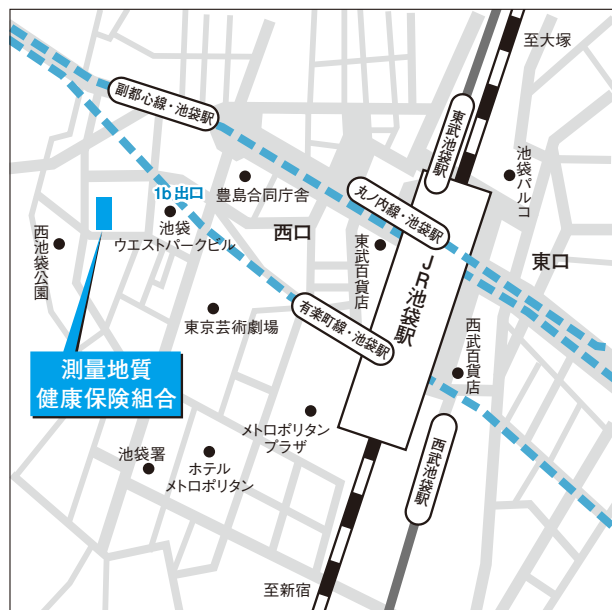 至大塚
副都心線・池袋駅
東武池袋駅
池袋パルコ
1b出口
豊島合同庁舎
丸ノ内線・池袋駅
西池袋公園
池袋
ウエストパークビル
西口
東武百貨店
JR池袋駅
東口
東京芸術劇場
有楽町線・池袋駅
西武百貨店
測量地質
健康保険組合
メトロポリタン
プラザ
西武池袋駅
池袋署
ホテル
メトロポリタン
至新宿